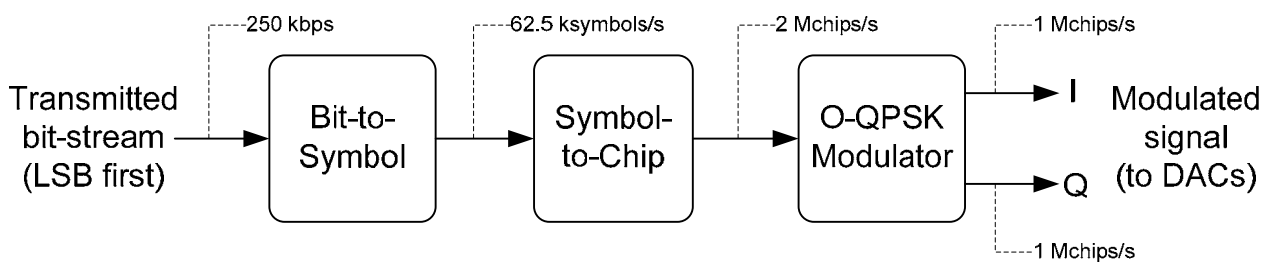 250 kbps
62.5 ksymbols/s
2 Mchips/s
1 Mchips/s
Transmitted
bit-stream
(LSB first)
Bit-to-
Symbol
Symbol-
to-Chip
O-QPSK
Modulator
I
Q
Modulated
signal
(to DACs)
1 Mchips/s